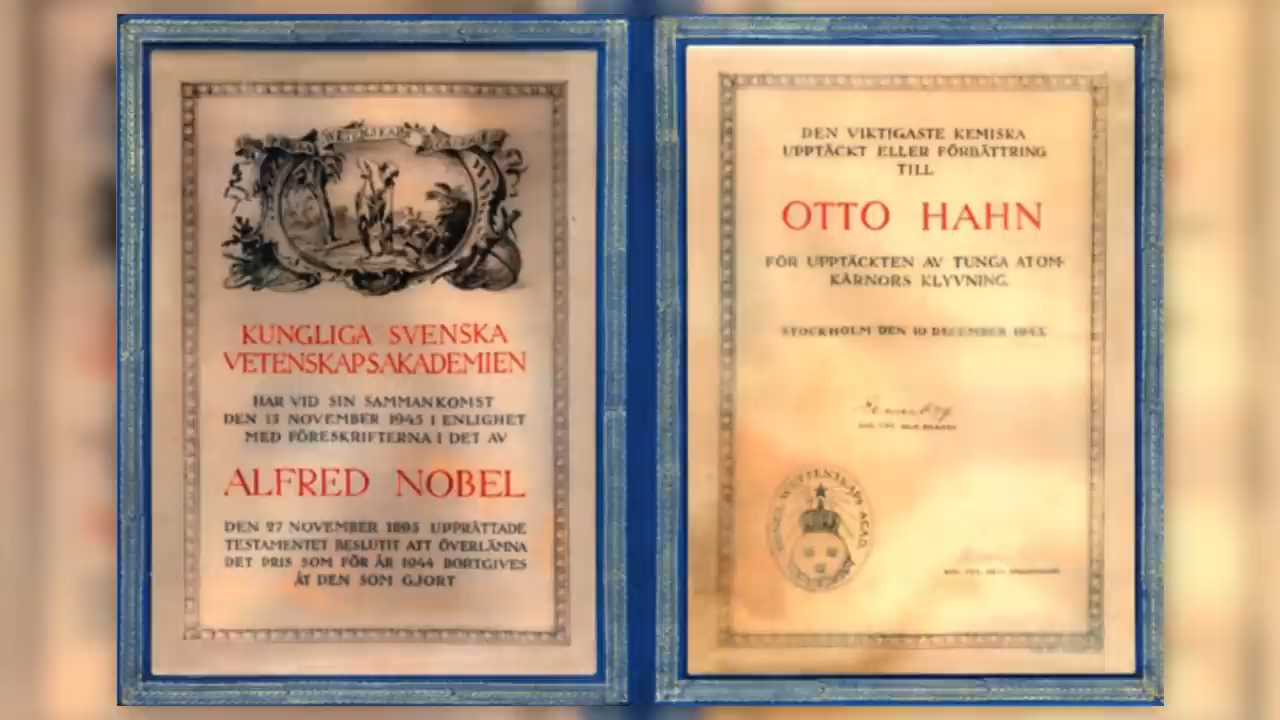 KUNGLIGA SVENSKA
VETENSKAPSAKADEMIEN
HAR VID SIN SAMMANKOMST
DEN 15 NOVEMBER 1945 I ENLIGHET
MED FÖRESKRIFTERNA I DET AV
ALFRED NOBEL
DEN 27 NOVEMBER 1895 UPPRÄTTADE
TESTAMENTET BESLUTIT ATT ÖVERLÄMNA
DET PRIS SOM FÖR ÅR 1944 BORTGIVES
ÅT DEN SOM GJORT
DEN VIKTIGASTE KEMISKA
UPPTÄCKT ELLER FÖRBÄTTRING
TILL
OTTO HAHN
FÖR UPPTÄCKTEN AV TUNGA ATOM-
KÄRNORS KLYVNING.
STOCKHOLM DEN 10 DECEMBER 1945.